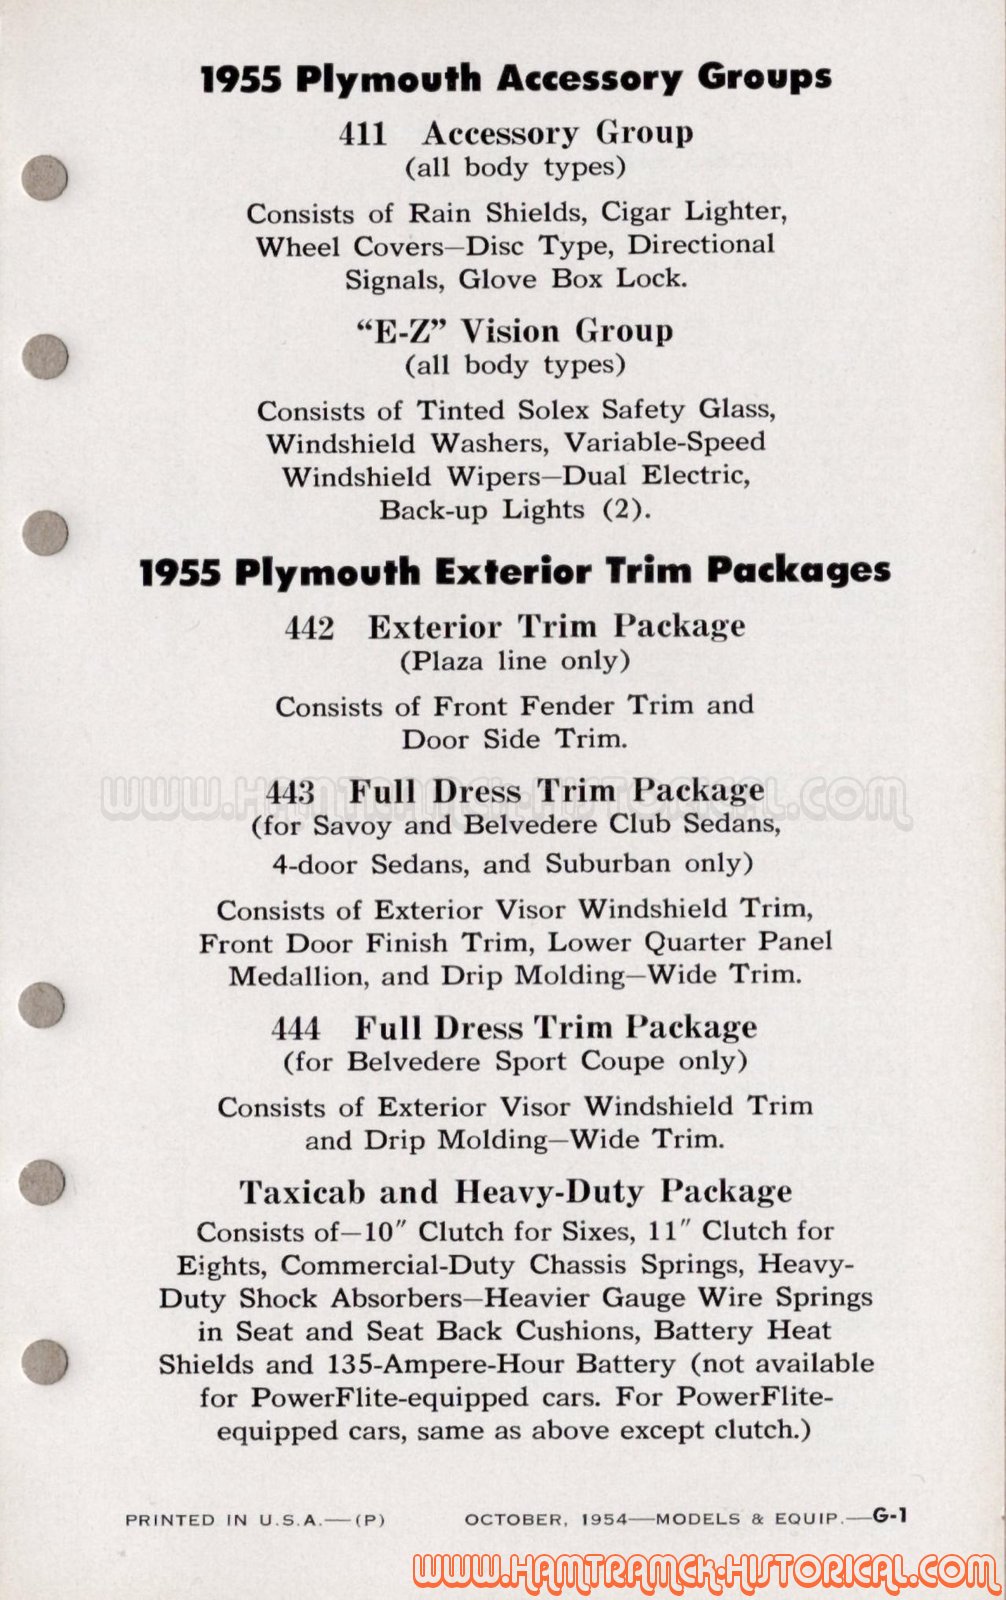 1955 Plymouth Accessory Groups
411 Accessory Group
(all body types)
Consists of Rain Shields, Cigar Lighter,
Wheel Covers—Disc Type, Directional
Signals, Glove Box Lock.
“E-Z” Vision Group
(all body types)
Consists of Tinted Solex Safety Glass,
Windshield Washers, Variable-Speed
Windshield Wipers—Dual Electric,
Back-up Lights (2).
1955 Plymouth Exterior Trim Packages
442 Exterior Trim Package
(Plaza line only)
Consists of Front Fender Trim and
Door Side Trim.
www.HAMTRAMCK-HISTORICAL.com
443 Full Dress Trim Package
(for Savoy and Belvedere Club Sedans,
4-door Sedans, and Suburban only)
Consists of Exterior Visor Windshield Trim,
Front Door Finish Trim, Lower Quarter Panel
Medallion, and Drip Molding—Wide Trim.
444 Full Dress Trim Package
(for Belvedere Sport Coupe only)
Consists of Exterior Visor Windshield Trim
and Drip Molding—Wide Trim.
Taxicab and Heavy-Duty Package
Consists of—10″ Clutch for Sixes, 11″ Clutch for
Eights, Commercial-Duty Chassis Springs, Heavy-
Duty Shock Absorbers—Heavier Gauge Wire Springs
in Seat and Seat Back Cushions, Battery Heat
Shields and 135-Ampere-Hour Battery (not available
for PowerFlite-equipped cars. For PowerFlite-
equipped cars, same as above except clutch.)
PRINTED IN U.S.A.—(P) OCTOBER, 1954—MODELS & EQUIP.—G-1
www.HAMTRAMCK-HISTORICAL.com